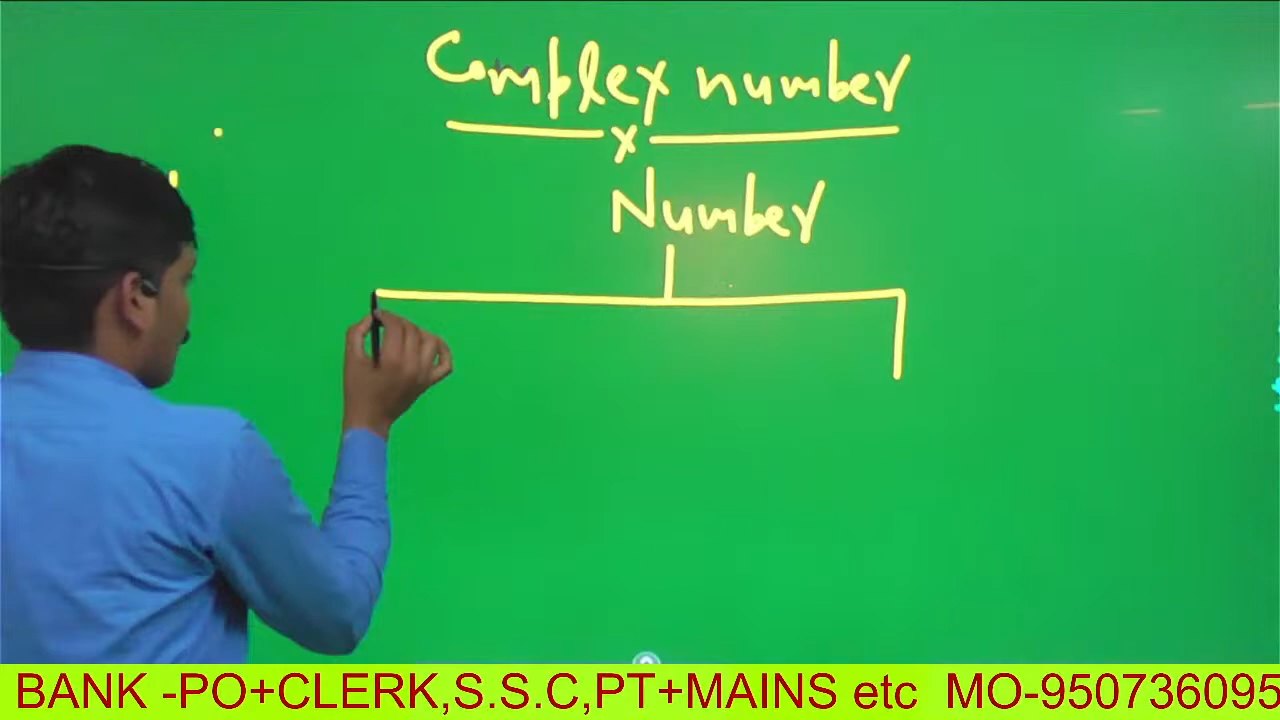 Complex number
x
Number
BANK -PO+CLERK,S.S.C,PT+MAINS etc MO-950736095